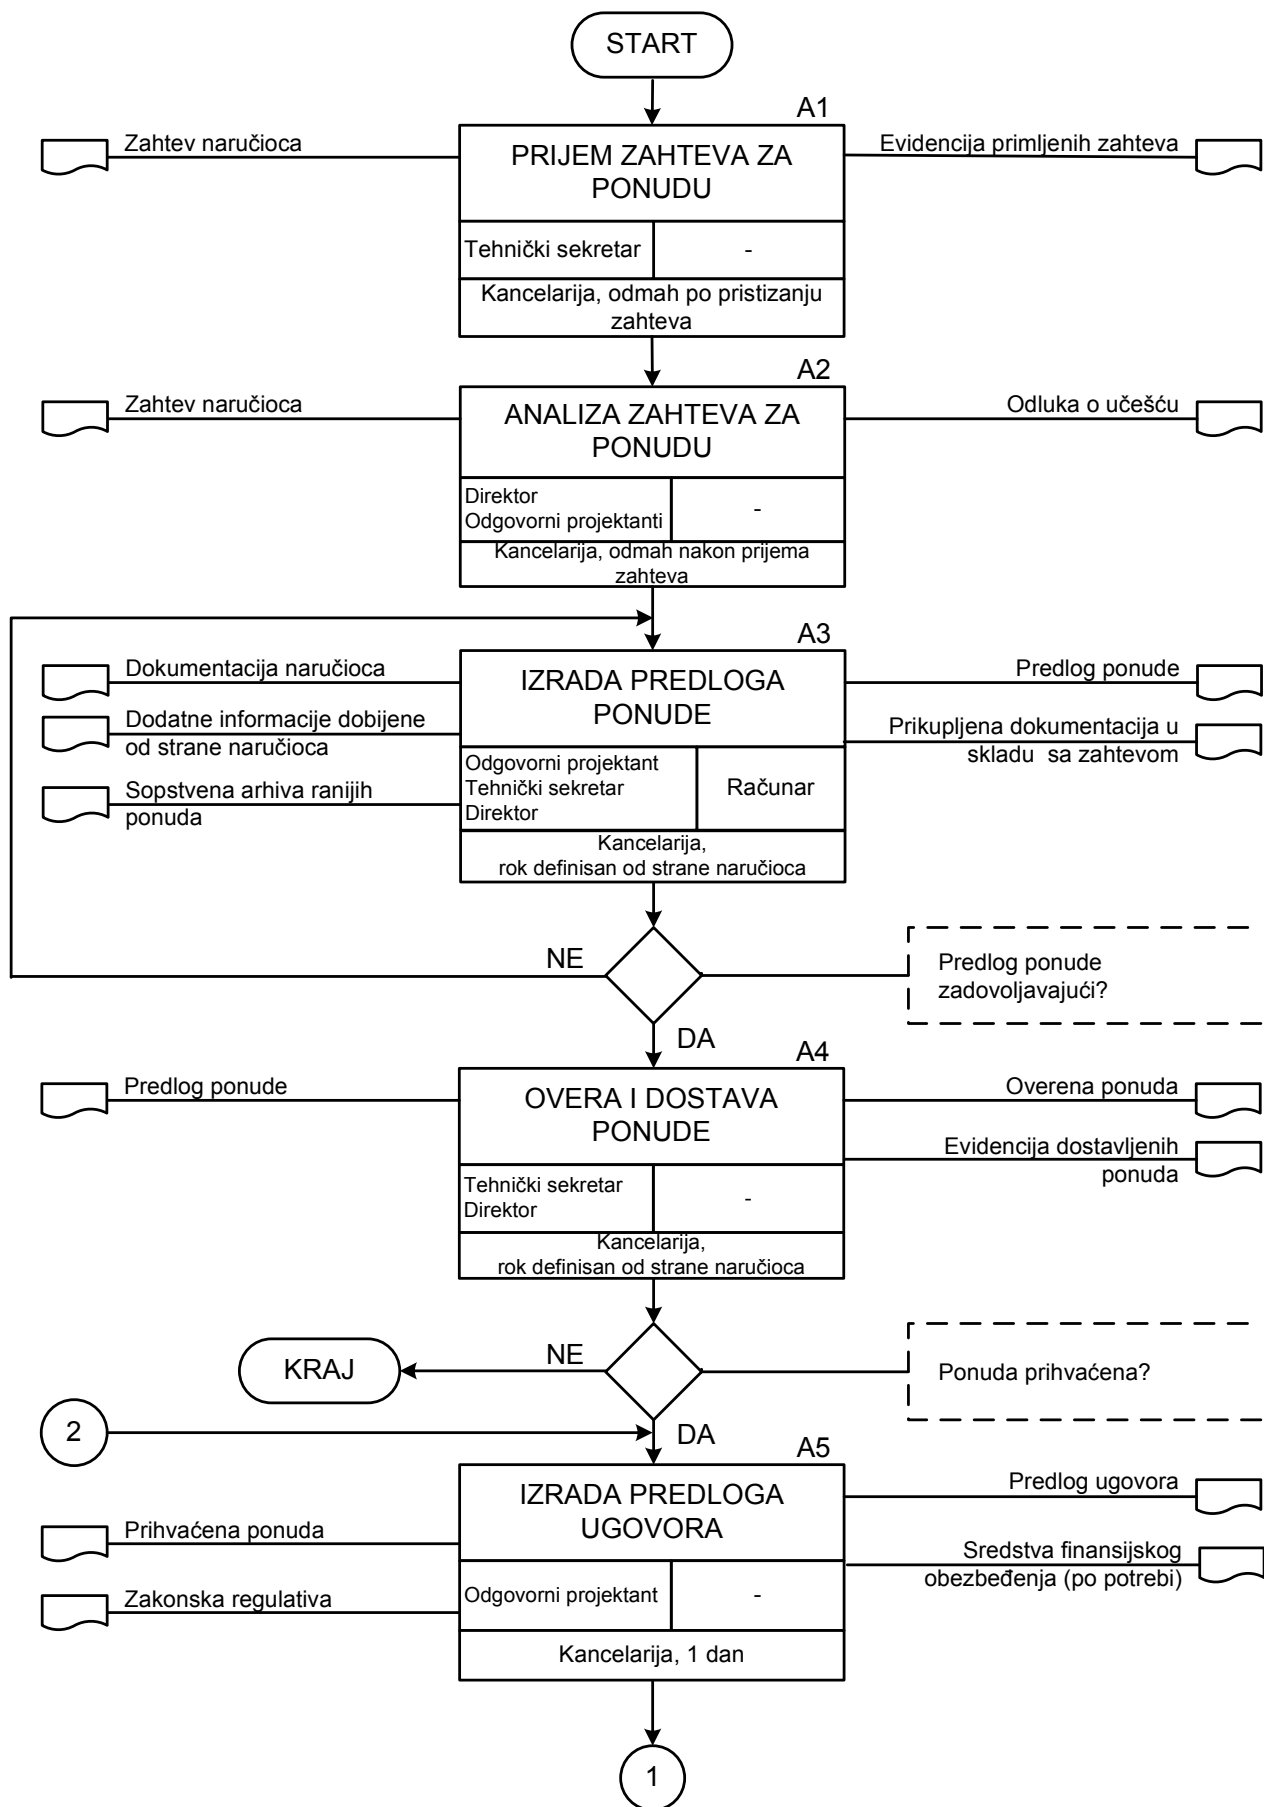 START
A1
Zahtev naručioca
PRIJEM ZAHTEVA ZA
PONUDU
Evidencija primljenih zahteva
Tehnički sekretar
-
Kancelarija, odmah po pristizanju
zahteva
A2
Zahtev naručioca
ANALIZA ZAHTEVA ZA
PONUDU
Odluka o učešću
Direktor
Odgovorni projektanti
-
Kancelarija, odmah nakon prijema
zahteva
A3
Dokumentacija naručioca
Dodatne informacije dobijene
od strane naručioca
Sopstvena arhiva ranijih
ponuda
IZRADA PREDLOGA
PONUDE
Predlog ponude
Prikupljena dokumentacija u
skladu  sa zahtevom
Odgovorni projektant
Tehnički sekretar
Direktor
Računar
Kancelarija,
rok definisan od strane naručioca
NE
Predlog ponude
zadovoljavajući?
DA
A4
Predlog ponude
OVERA I DOSTAVA
PONUDE
Overena ponuda
Evidencija dostavljenih
ponuda
Tehnički sekretar
Direktor
-
Kancelarija,
rok definisan od strane naručioca
KRAJ
NE
Ponuda prihvaćena?
2
DA
A5
Prihvaćena ponuda
Zakonska regulativa
IZRADA PREDLOGA
UGOVORA
Predlog ugovora
Sredstva finansijskog
obezbeđenja (po potrebi)
Odgovorni projektant
-
Kancelarija, 1 dan
1